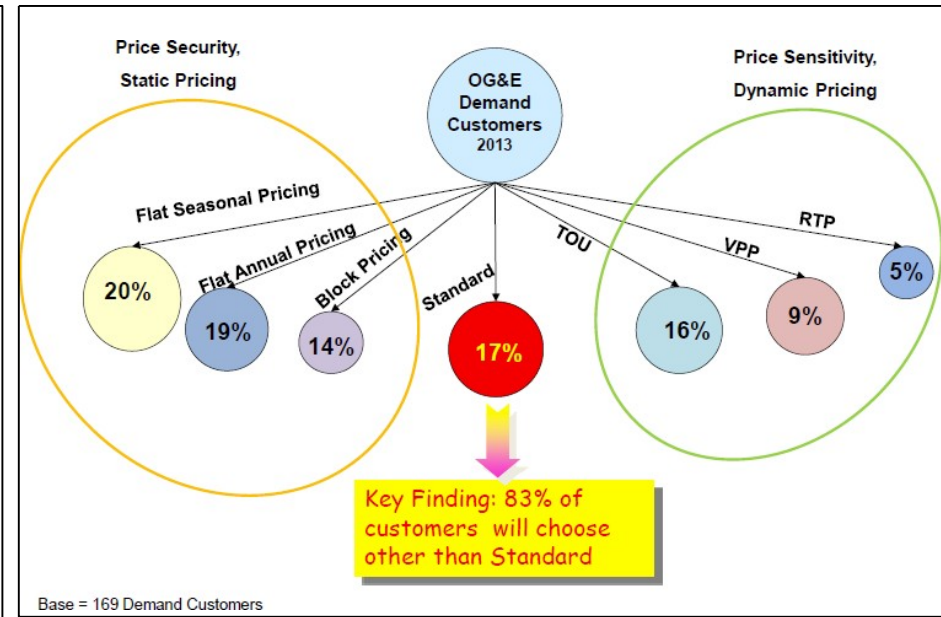 Price Security,
Static Pricing
OG&E
Demand
Customers
2013
Price Sensitivity,
Dynamic Pricing
Flat Seasonal Pricing
Flat Annual Pricing
Block Pricing
Standard
TOU
VPP
RTP
20%
19%
14%
17%
16%
9%
5%
Key Finding: 83% of
customers will choose
other than Standard
Base = 169 Demand Customers